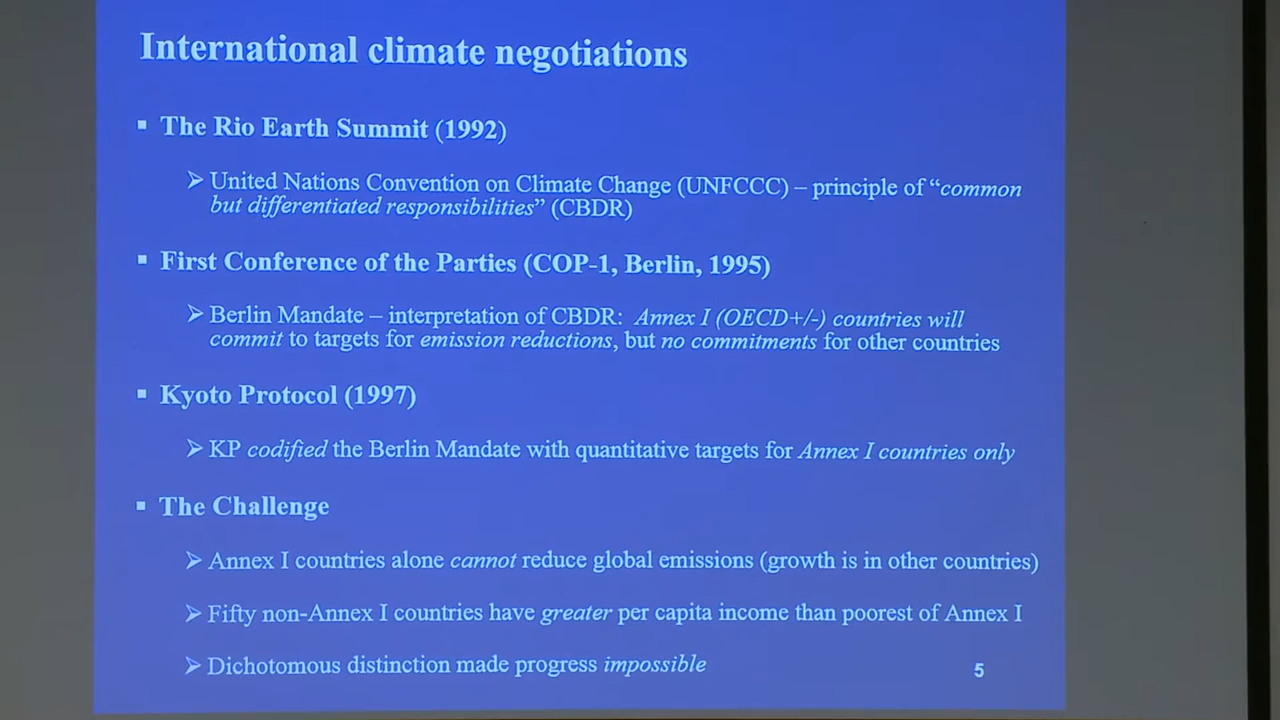 International climate negotiations
▪ The Rio Earth Summit (1992)
➢ United Nations Convention on Climate Change (UNFCCC) – principle of “common
but differentiated responsibilities” (CBDR)
▪ First Conference of the Parties (COP-1, Berlin, 1995)
➢ Berlin Mandate – interpretation of CBDR: Annex I (OECD+/-) countries will
commit to targets for emission reductions, but no commitments for other countries
▪ Kyoto Protocol (1997)
➢ KP codified the Berlin Mandate with quantitative targets for Annex I countries only
▪ The Challenge
➢ Annex I countries alone cannot reduce global emissions (growth is in other countries)
➢ Fifty non-Annex I countries have greater per capita income than poorest of Annex I
➢ Dichotomous distinction made progress impossible
5